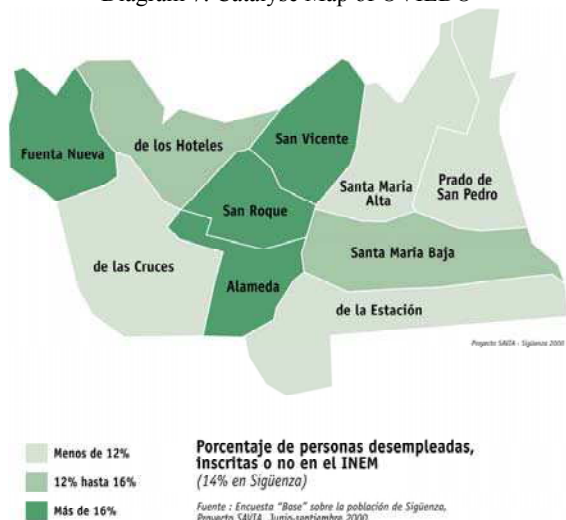 Diagram 7. Catalyse Map of OVIEDO
Fuenta Nueva
de los Hoteles
San Vicente
Santa Maria
Alta
Prado de
San Pedro
San Roque
de las Cruces
Santa Maria Baja
Alameda
de la Estación
Proyecto SAVIA - Sigüenza 2000
Menos de 12%
12% hasta 16%
Más de 16%
Porcentaje de personas desempleadas,
inscritas o no en el INEM
(14% en Sigüenza)
Fuente : Encuesta "Base" sobre la población de Sigüenza,
Proyecto SAVIA, Junio-septiembre 2000